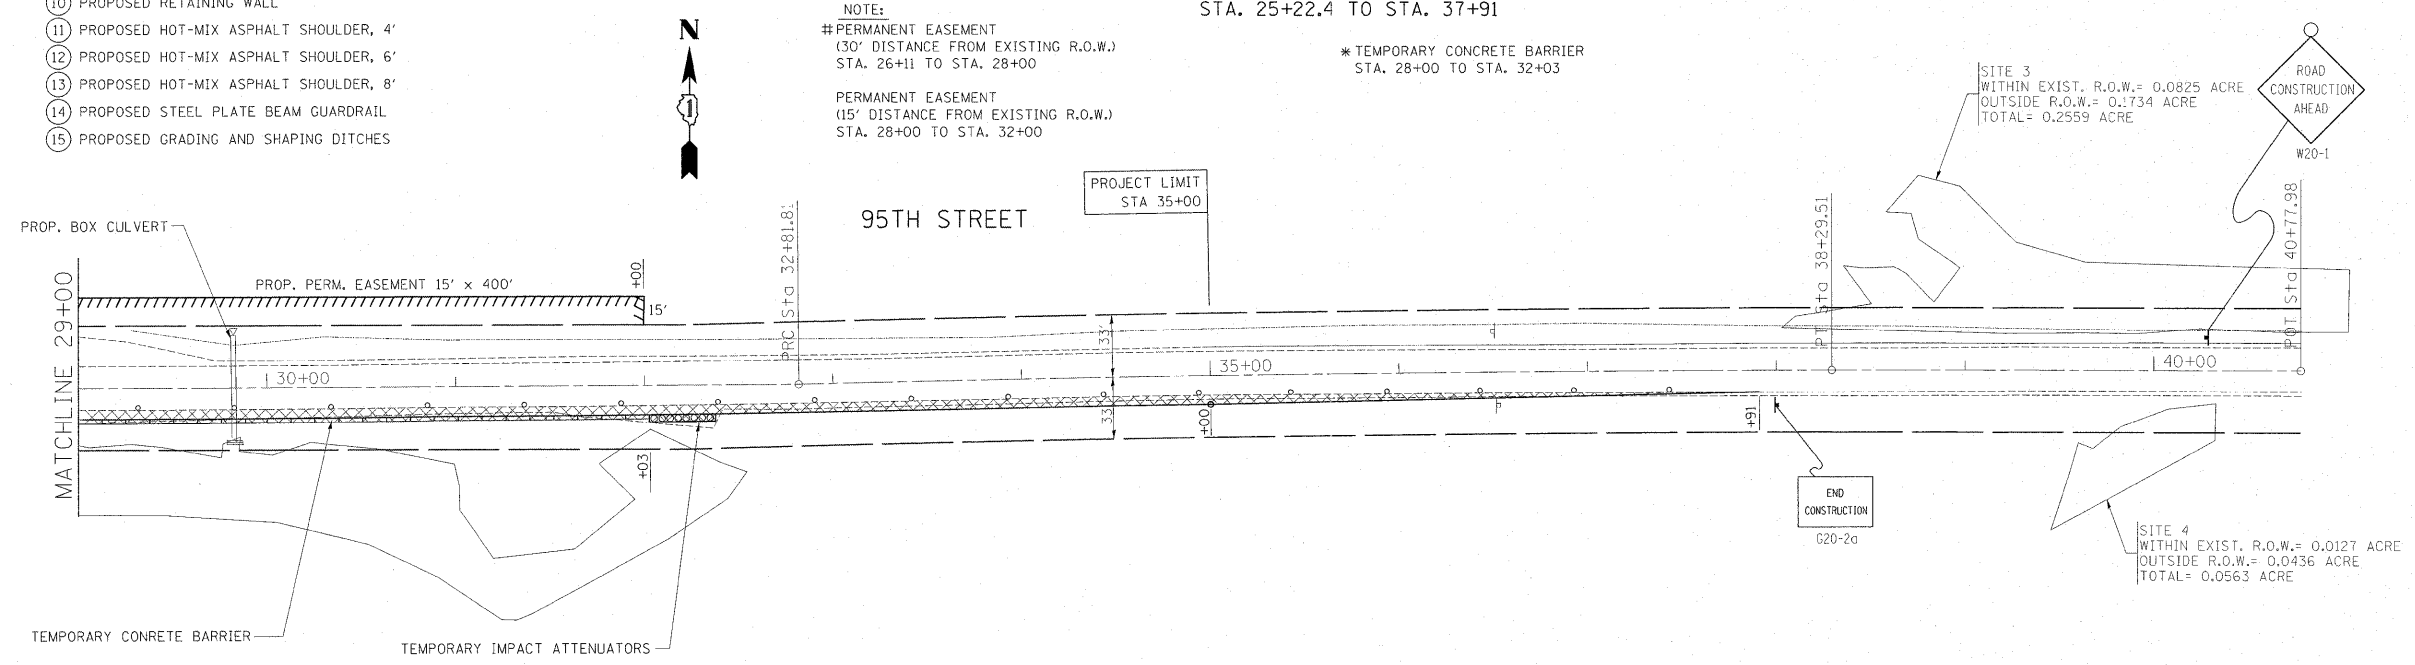 10 PROPOSED RETAINING WALL
11 PROPOSED HOT-MIX ASPHALT SHOULDER, 4'
12 PROPOSED HOT-MIX ASPHALT SHOULDER, 6'
13 PROPOSED HOT-MIX ASPHALT SHOULDER, 8'
14 PROPOSED STEEL PLATE BEAM GUARDRAIL
15 PROPOSED GRADING AND SHAPING DITCHES
N
1
NOTE:
# PERMANENT EASEMENT
(30' DISTANCE FROM EXISTING R.O.W.)
STA. 26+11 TO STA. 28+00
PERMANENT EASEMENT
(15' DISTANCE FROM EXISTING R.O.W.)
STA. 28+00 TO STA. 32+00
STA. 25+22.4 TO STA. 37+91
* TEMPORARY CONCRETE BARRIER
STA. 28+00 TO STA. 32+03
SITE 3
WITHIN EXIST. R.O.W.= 0.0825 ACRE
OUTSIDE R.O.W.= 0.1734 ACRE
TOTAL= 0.2559 ACRE
ROAD
CONSTRUCTION
AHEAD
W20-1
PROJECT LIMIT
STA 35+00
95TH STREET
PROP. BOX CULVERT
MATCHLINE 29+00
PROP. PERM. EASEMENT 15' x 400'
+00
15'
PRC Sta 32+81.81
33'
33'
PT Sta 38+29.51
POT Sta 40+77.98
30+00
35+00
40+00
+00
+91
+03
END
CONSTRUCTION
G20-2a
SITE 4
WITHIN EXIST. R.O.W.= 0.0127 ACRE
OUTSIDE R.O.W.= 0.0436 ACRE
TOTAL= 0.0563 ACRE
TEMPORARY CONRETE BARRIER
TEMPORARY IMPACT ATTENUATORS